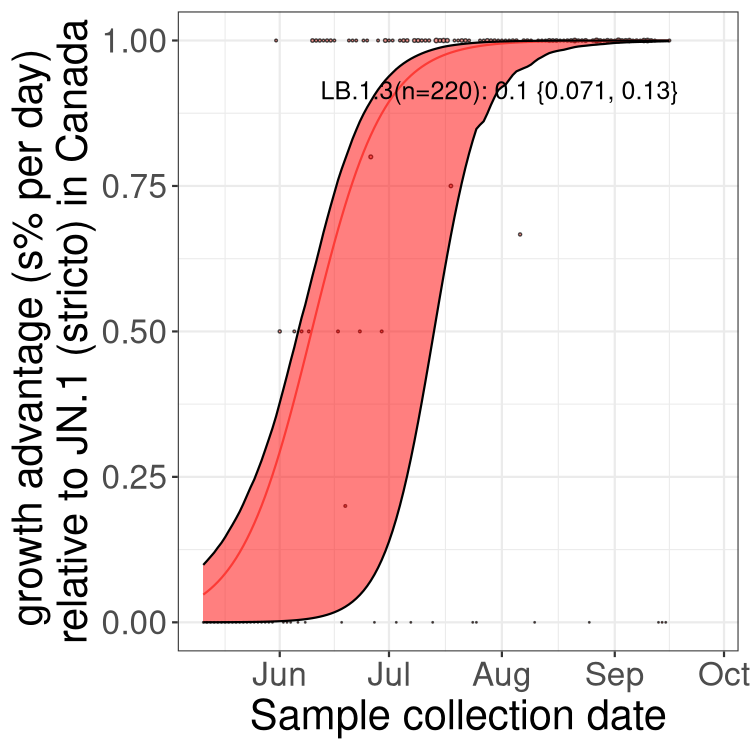 growth advantage (s% per day)
relative to JN.1 (stricto) in Canada
1.00
0.75
0.50
0.25
0.00
LB.1.3(n=220): 0.1 {0.071, 0.13}
Jun Jul Aug Sep Oct
Sample collection date